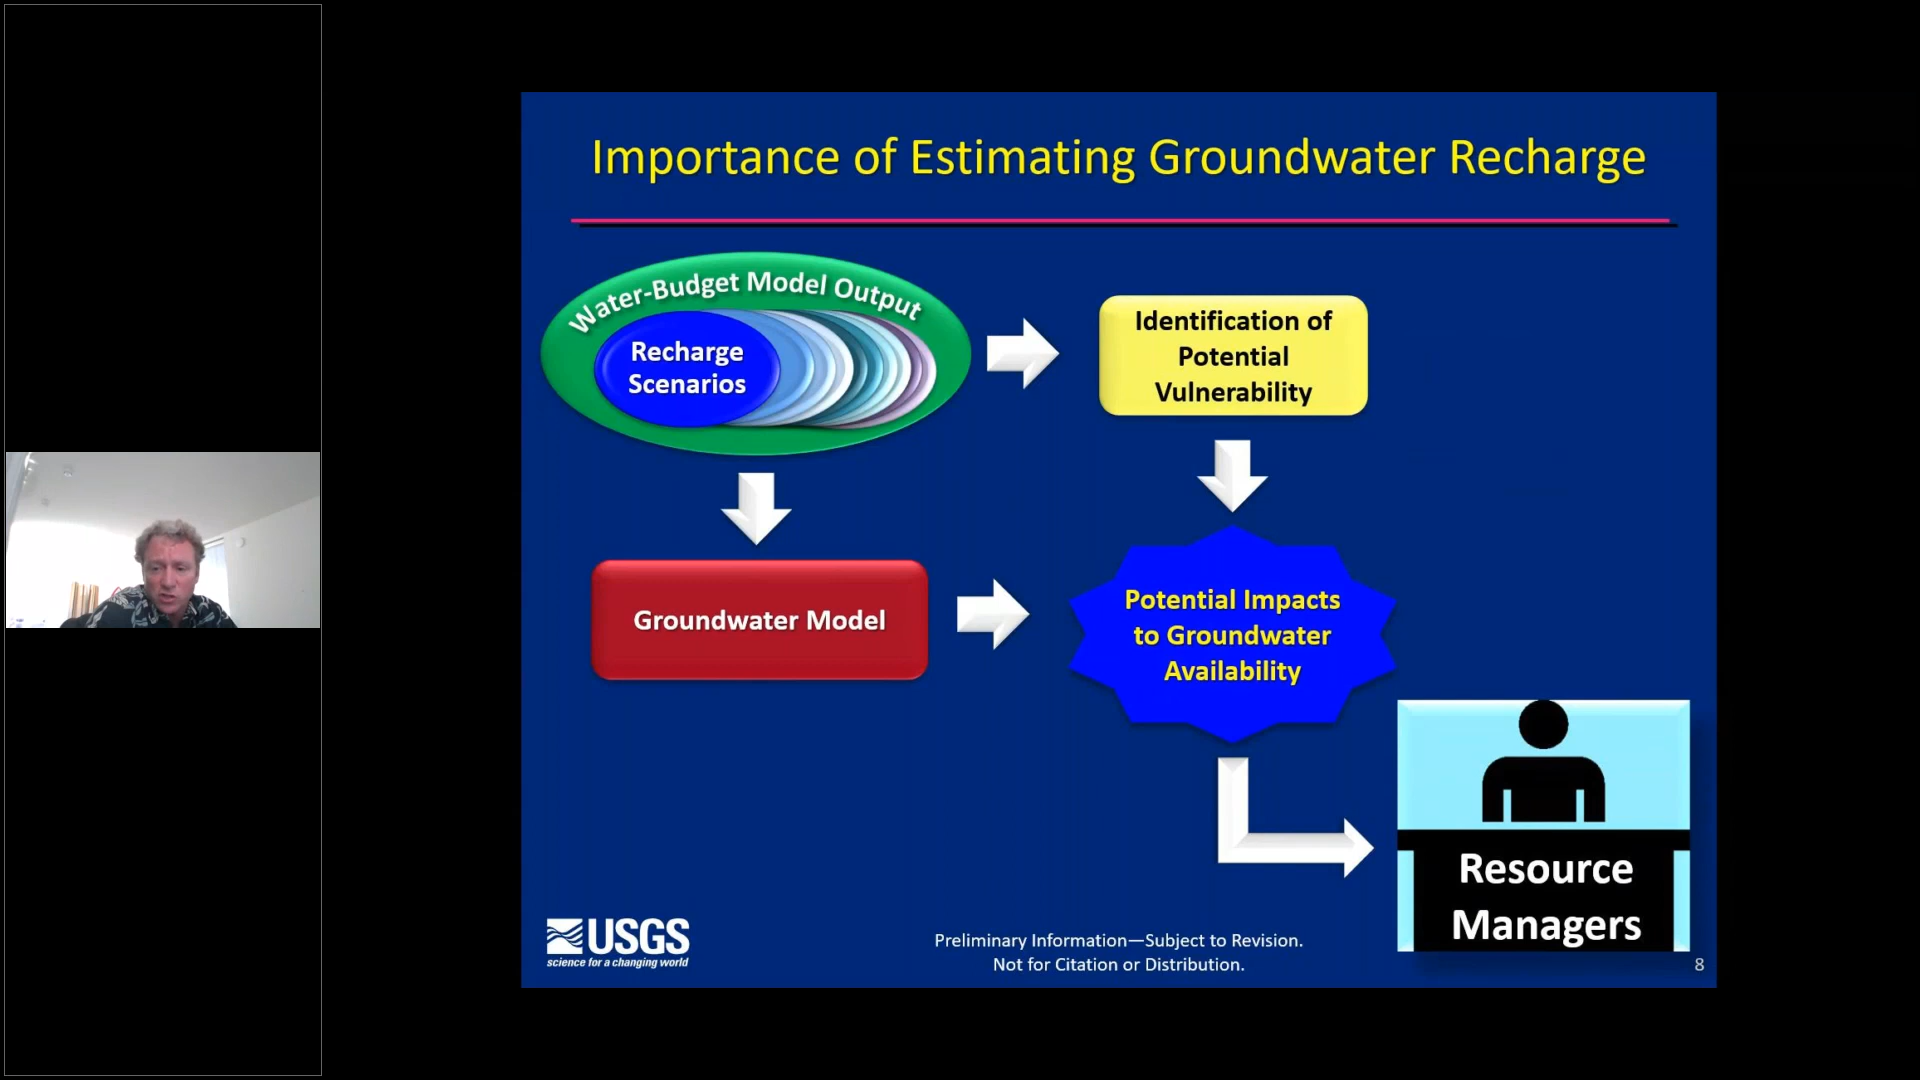 Importance of Estimating Groundwater Recharge
Water-Budget Model Output
Recharge
Scenarios
Identification of
Potential
Vulnerability
Groundwater Model
Potential Impacts
to Groundwater
Availability
Resource
Managers
USGS
science for a changing world
Preliminary Information—Subject to Revision.
Not for Citation or Distribution.
8